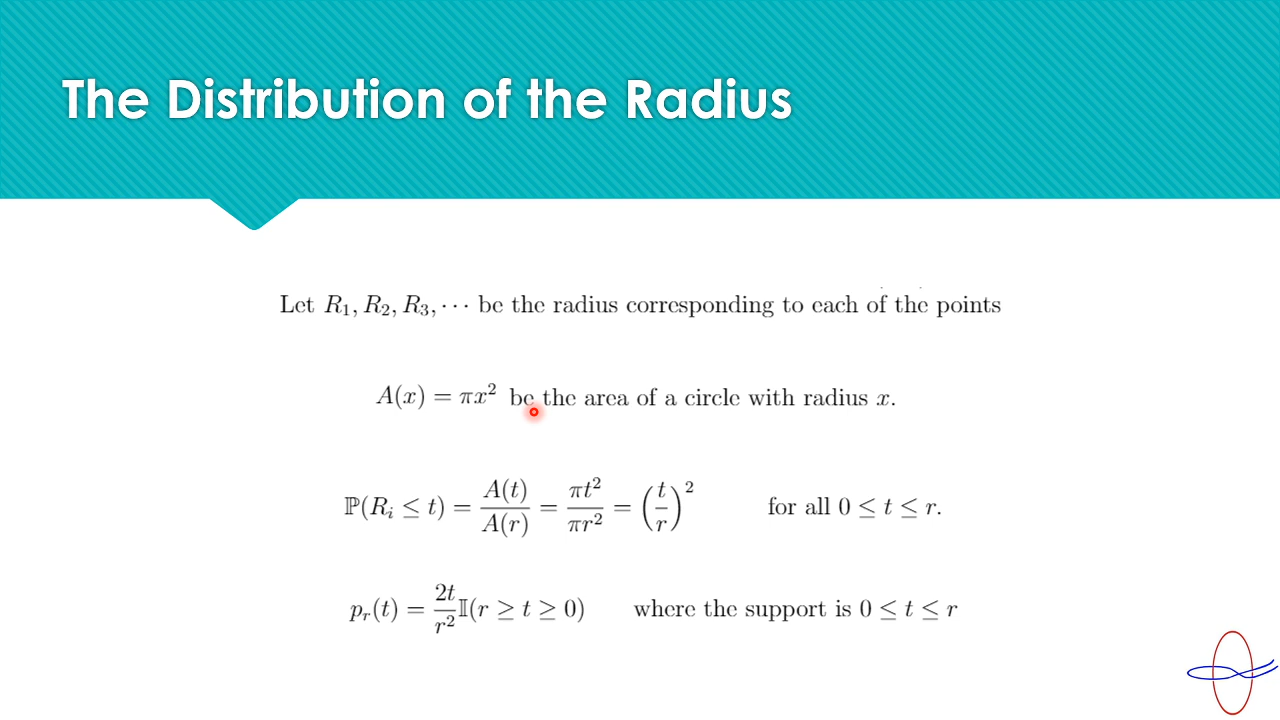 The Distribution of the Radius
Let R₁, R₂, R₃, ⋯ be the radius corresponding to each of the points
A(x) = πx² be the area of a circle with radius x.
ℙ(Rᵢ ≤ t) = A(t)/A(r) = πt²/πr² = (t/r)² for all 0 ≤ t ≤ r.
pᵣ(t) = 2t/r² 𝕀(r ≥ t ≥ 0) where the support is 0 ≤ t ≤ r